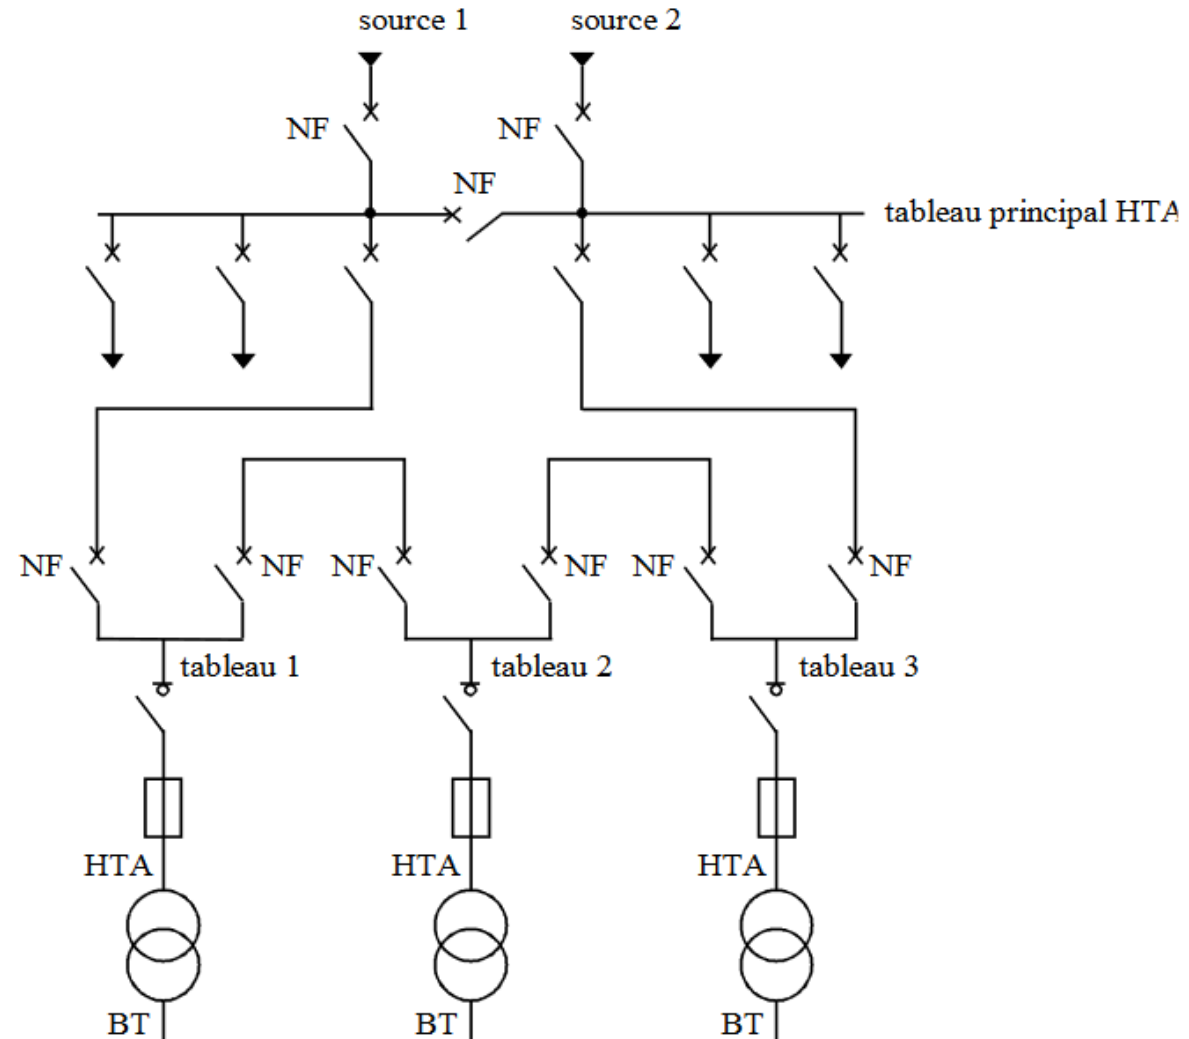 source 1 source 2
NF NF
NF
tableau principal HTA
NF NF NF NF NF NF
tableau 1 tableau 2 tableau 3
HTA HTA HTA
BT BT BT